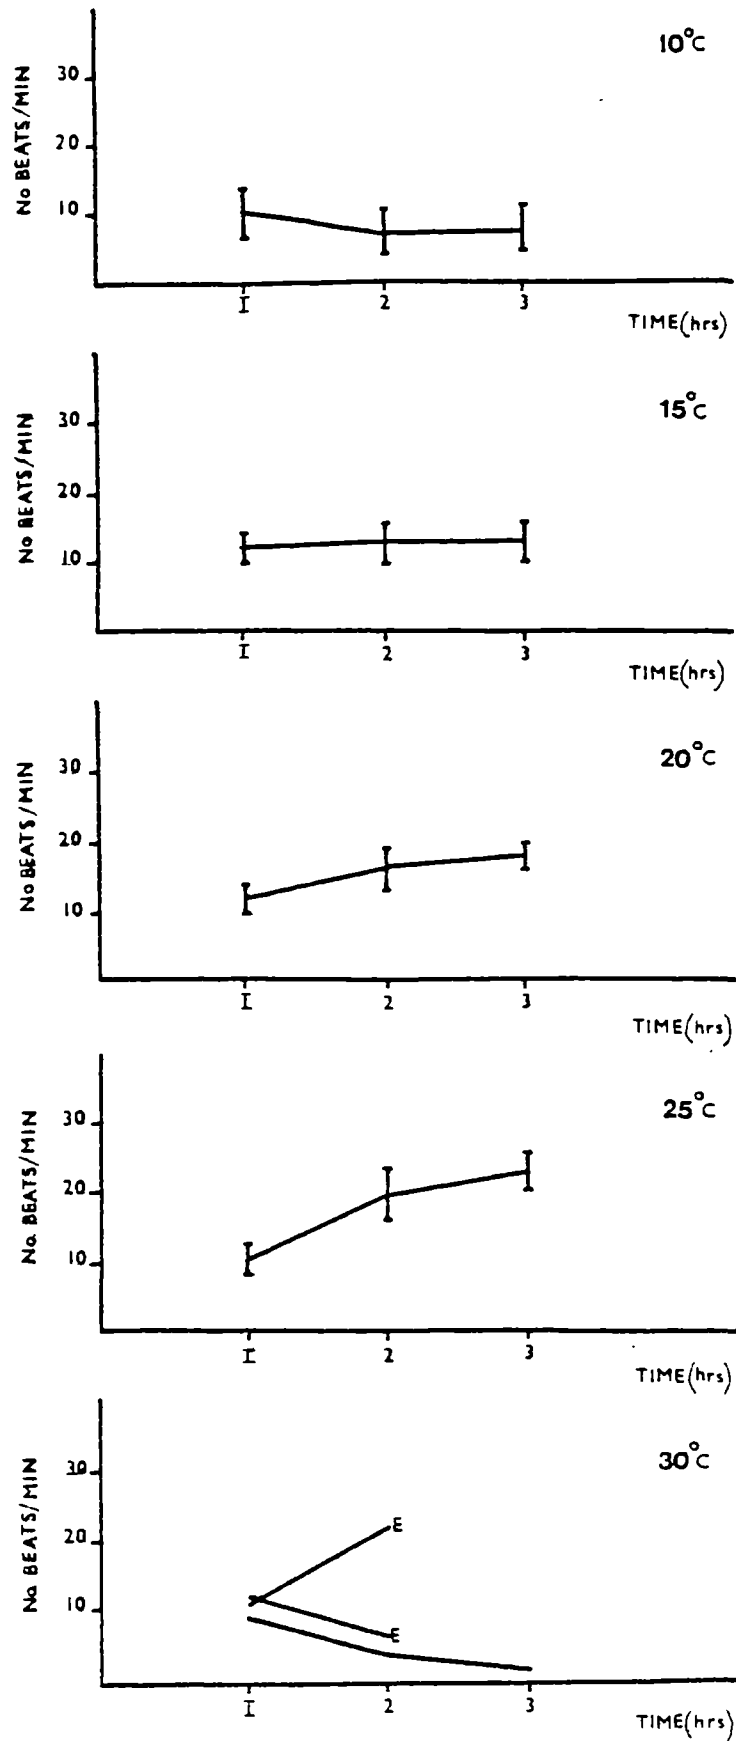 10°C
No BEATS/MIN
30
20
10
I 2 3
TIME(hrs)
15°C
No BEATS/MIN
30
20
10
I 2 3
TIME(hrs)
20°C
No BEATS/MIN
30
20
10
I 2 3
TIME(hrs)
25°C
No. BEATS/MIN
30
20
10
I 2 3
TIME(hrs)
30°C
No BEATS/MIN
30
20
10
E
E
I 2 3
TIME(hrs)